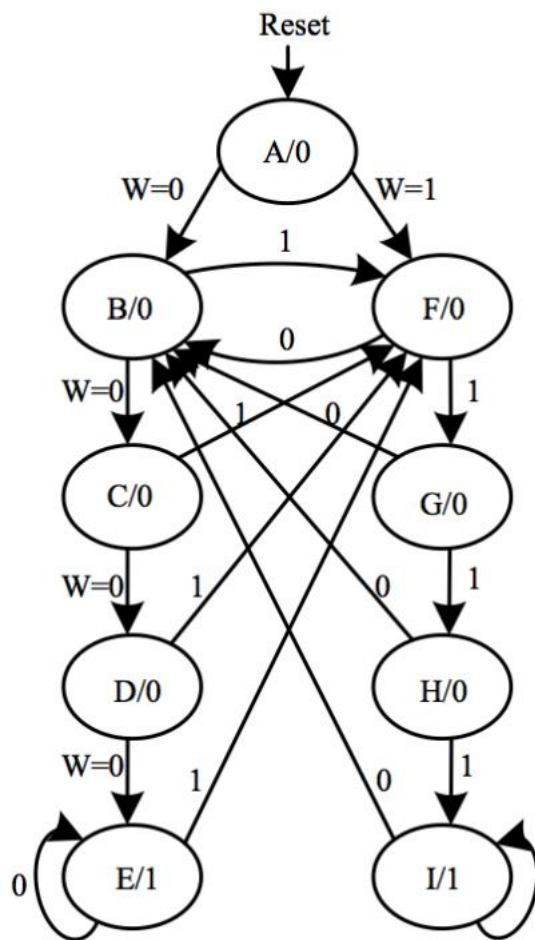 Reset
A/0
W=0 W=1
1
B/0 F/0
0
W=0 1 0 1
C/0 G/0
W=0 1 0 1
D/0 H/0
W=0 1 0 1
0 E/1 I/1